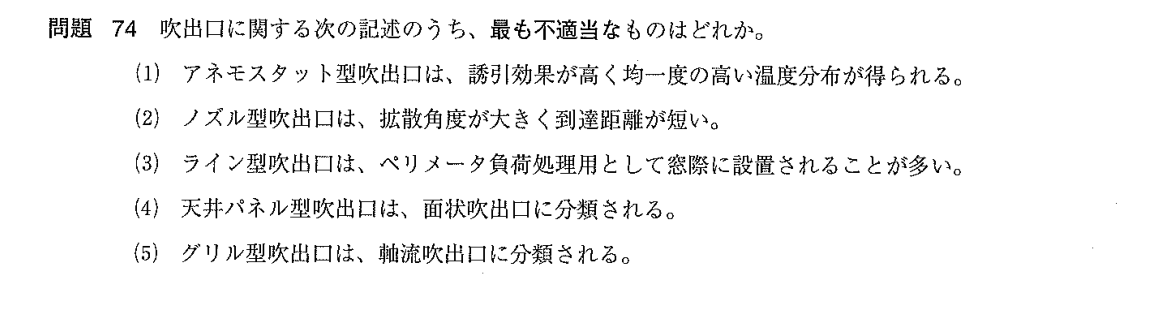 問題 74 吹出口に関する次の記述のうち、最も不適当なものはどれか。
(1) アネモスタット型吹出口は、誘引効果が高く均一度の高い温度分布が得られる。
(2) ノズル型吹出口は、拡散角度が大きく到達距離が短い。
(3) ライン型吹出口は、ペリメータ負荷処理用として窓際に設置されることが多い。
(4) 天井パネル型吹出口は、面状吹出口に分類される。
(5) グリル型吹出口は、軸流吹出口に分類される。